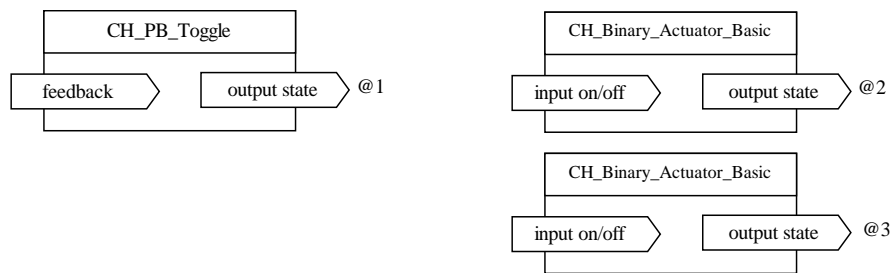 CH_PB_Toggle
feedback
output state
@1
CH_Binary_Actuator_Basic
input on/off
output state
@2
CH_Binary_Actuator_Basic
input on/off
output state
@3